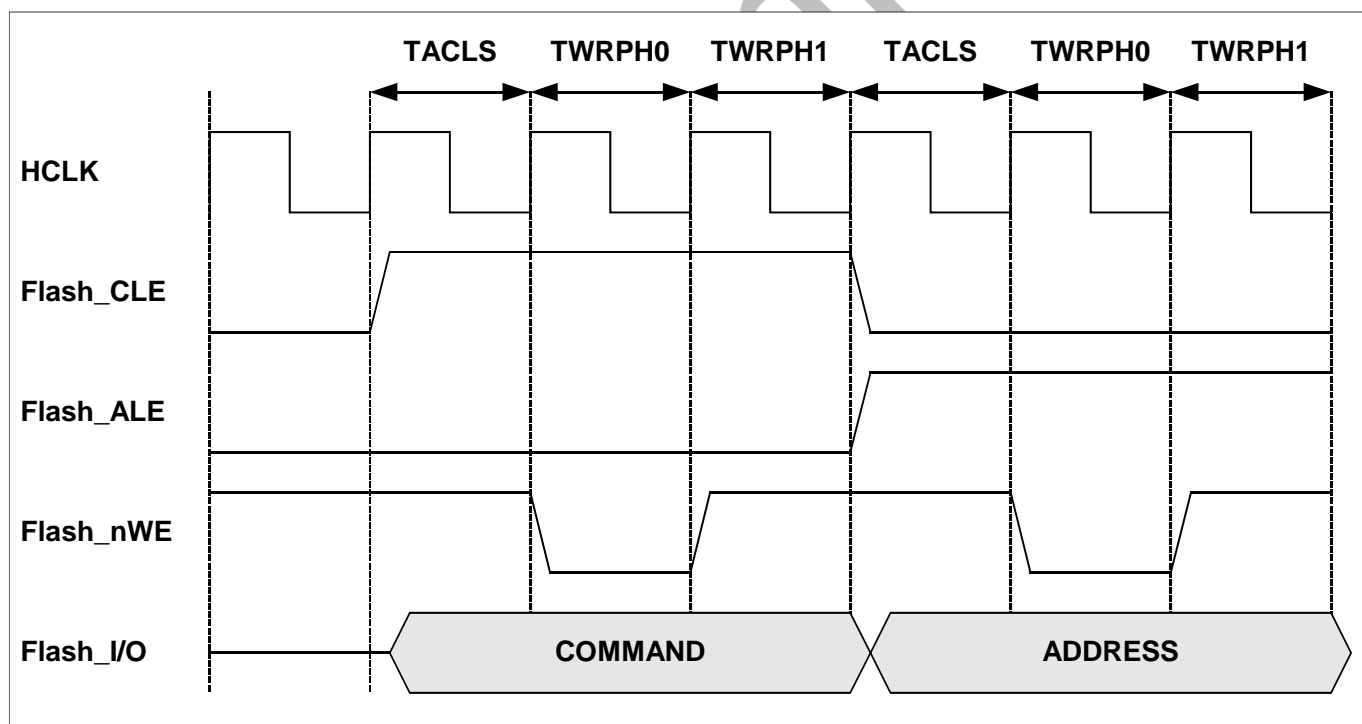 TACLS TWRPH0 TWRPH1 TACLS TWRPH0 TWRPH1
HCLK
Flash_CLE
Flash_ALE
Flash_nWE
Flash_I/O COMMAND ADDRESS